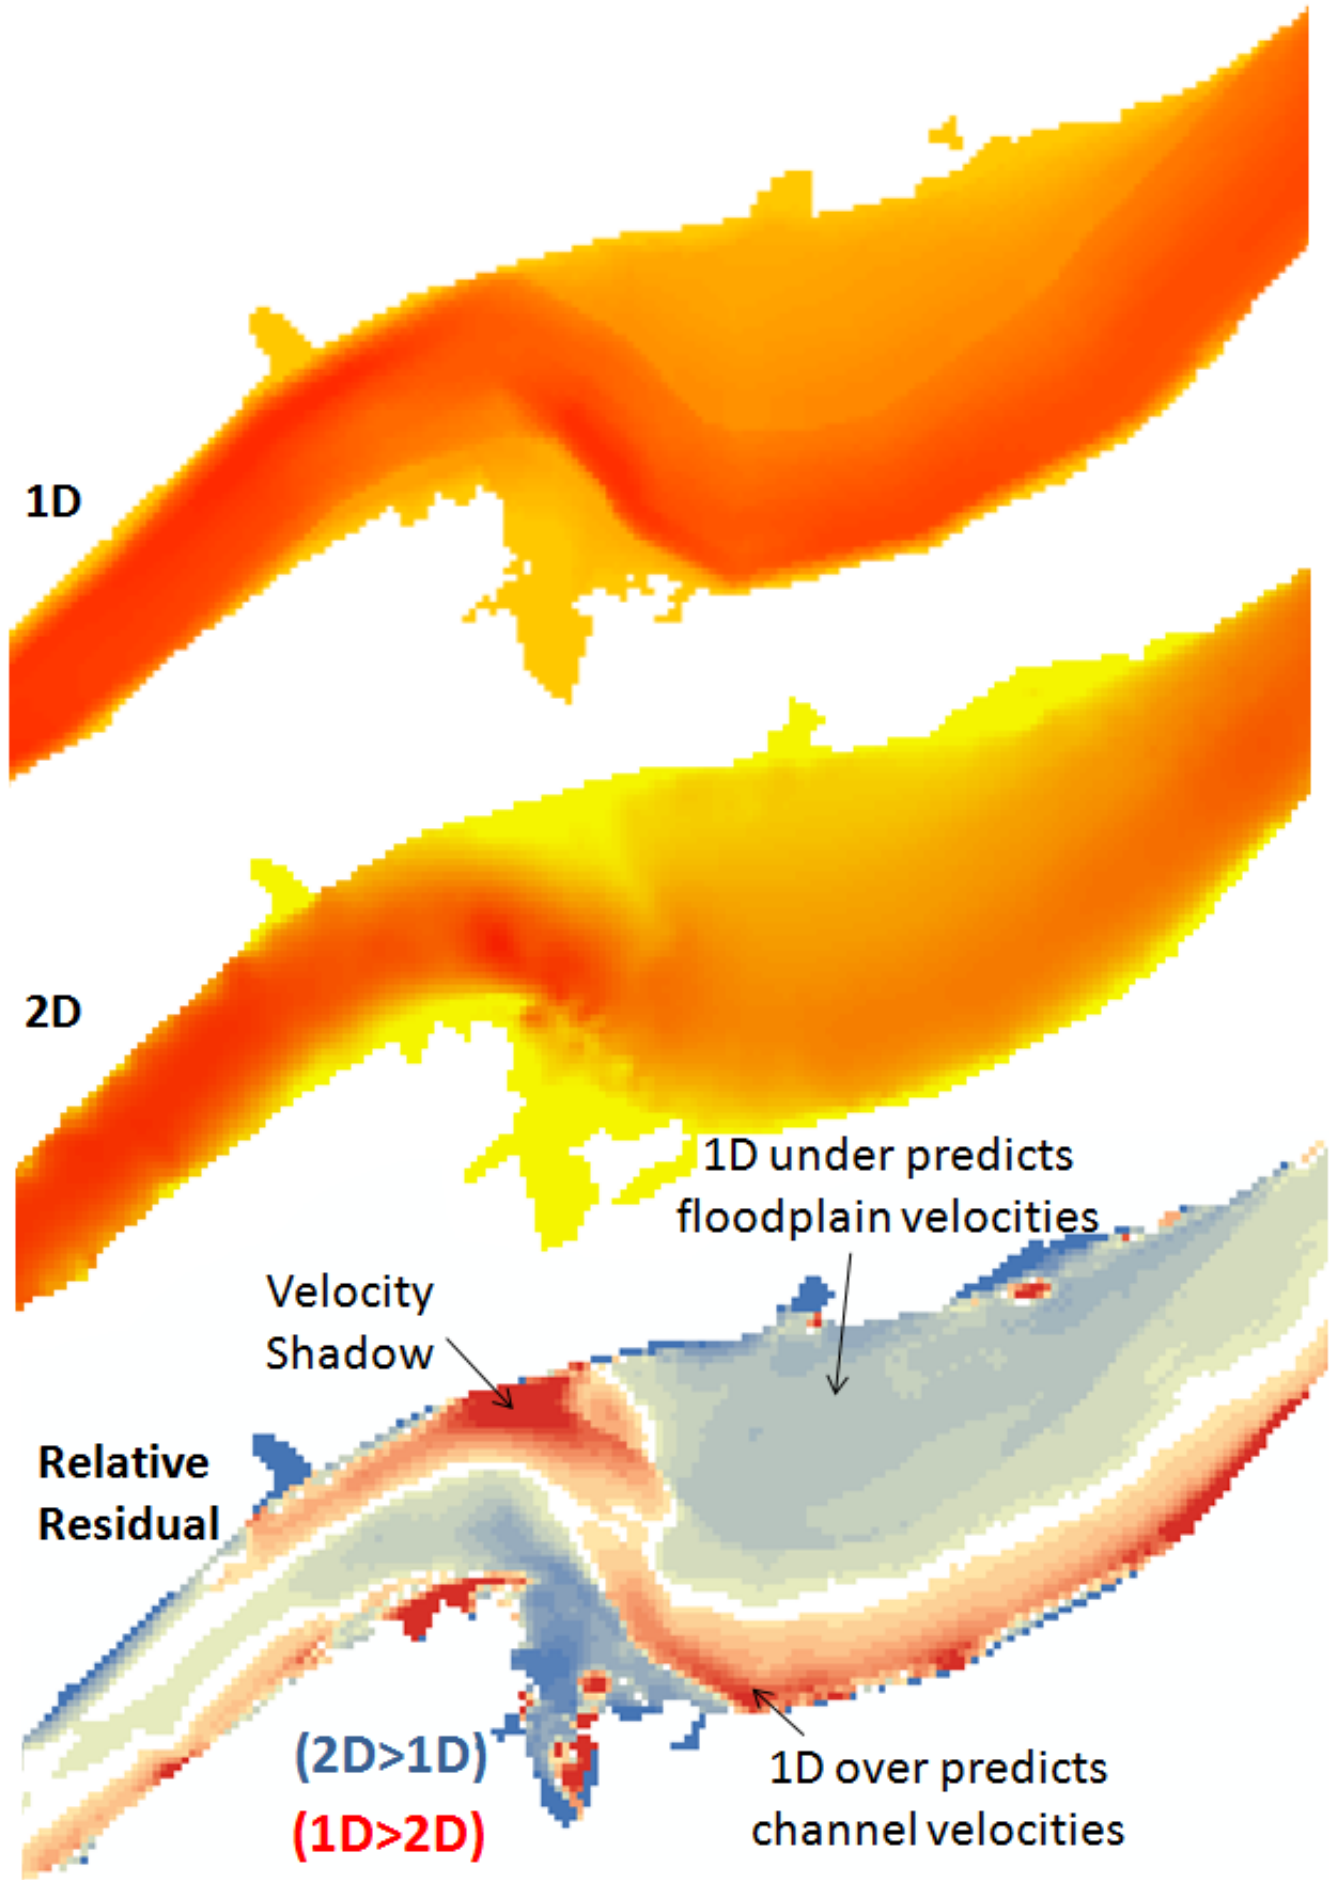 1D
2D
1D under predicts
floodplain velocities
Velocity
Shadow
Relative
Residual
(2D>1D)
(1D>2D)
1D over predicts
channel velocities